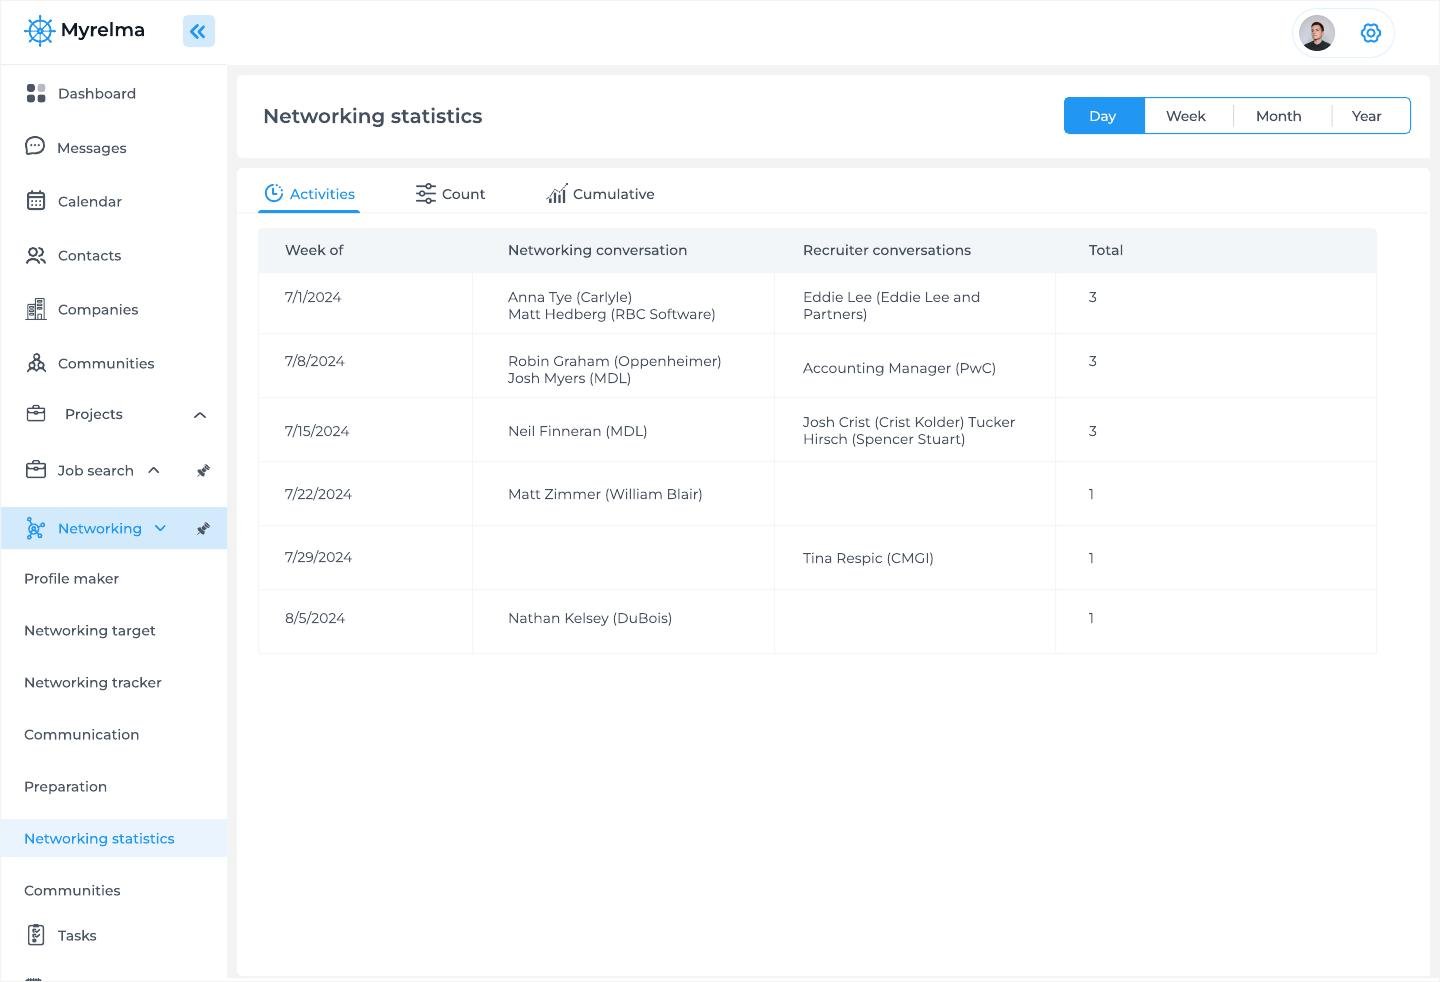 Myrelma
Dashboard
Messages
Calendar
Contacts
Companies
Communities
Projects
Job search
Networking
Profile maker
Networking target
Networking tracker
Communication
Preparation
Networking statistics
Communities
Tasks
Networking statistics
Day Week Month Year
Activities Count Cumulative
Week of Networking conversation Recruiter conversations Total
7/1/2024
Anna Tye (Carlyle)
Matt Hedberg (RBC Software)
Eddie Lee (Eddie Lee and
Partners)
3
7/8/2024
Robin Graham (Oppenheimer)
Josh Myers (MDL)
Accounting Manager (PwC)
3
7/15/2024
Neil Finneran (MDL)
Josh Crist (Crist Kolder) Tucker
Hirsch (Spencer Stuart)
3
7/22/2024
Matt Zimmer (William Blair)
1
7/29/2024
Tina Respic (CMGI)
1
8/5/2024
Nathan Kelsey (DuBois)
1